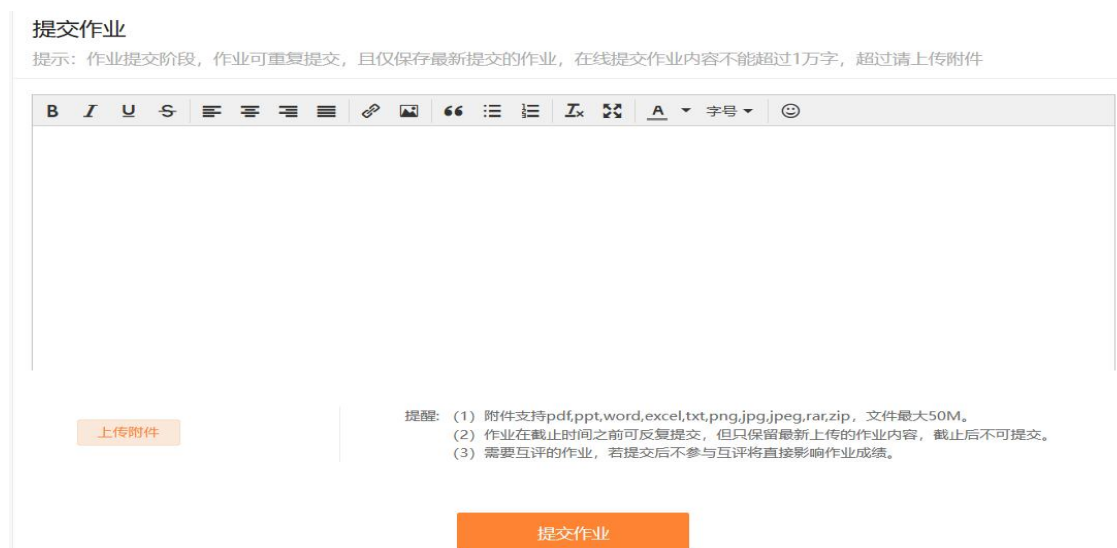 提交作业
提示：作业提交阶段，作业可重复提交，且仅保存最新提交的作业，在线提交作业内容不能超过1万字，超过请上传附件
B I U S Ix A 字号
上传附件
提醒：（1）附件支持pdf,ppt,word,excel,txt,png,jpg,jpeg,rar,zip，文件最大50M。
（2）作业在截止时间之前可反复提交，但只保留最新上传的作业内容，截止后不可提交。
（3）需要互评的作业，若提交后不参与互评将直接影响作业成绩。
提交作业